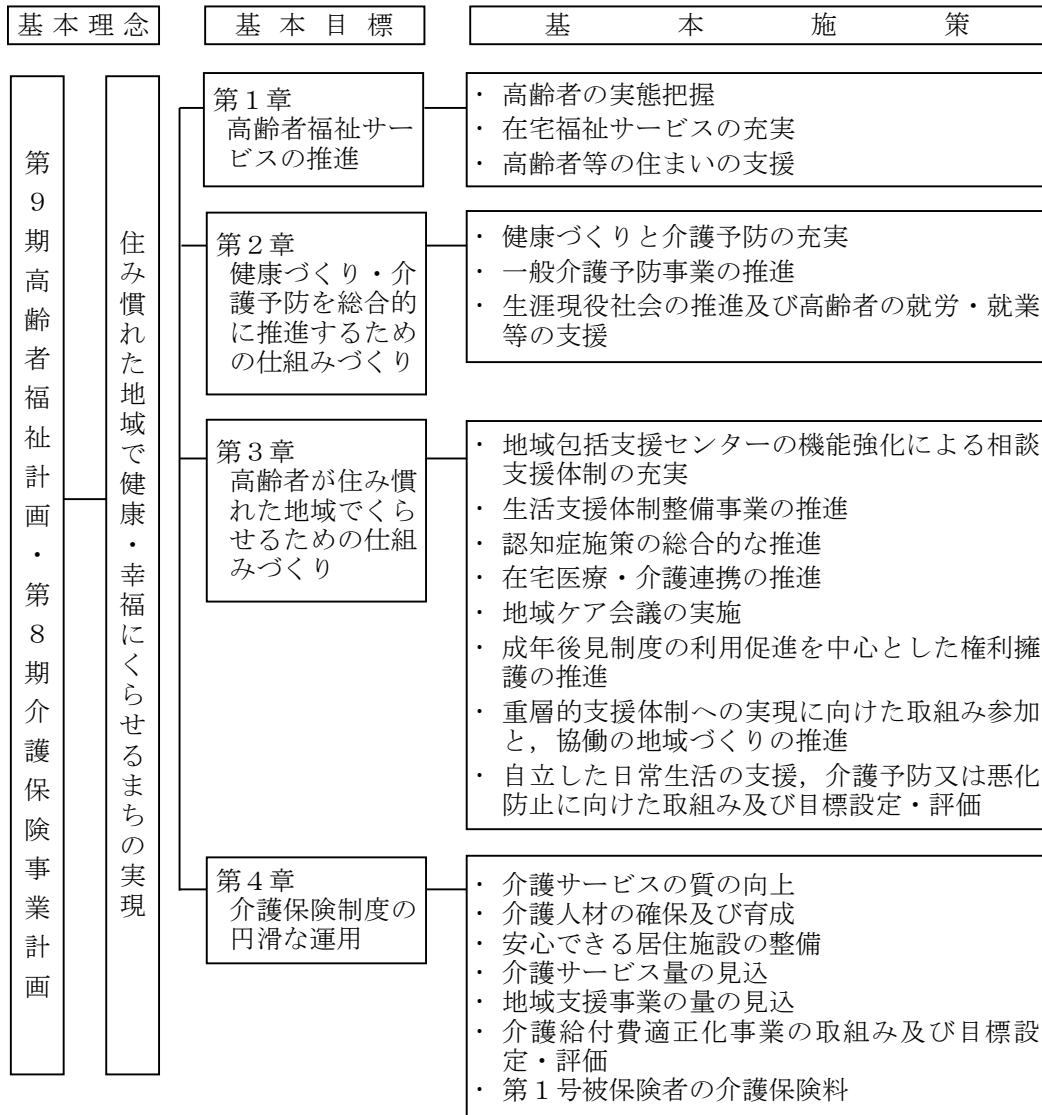 基本理念
基本目標
基本施策
第９期高齢者福祉計画・第８期介護保険事業計画
住み慣れた地域で健康・幸福にくらせるまちの実現
第１章
高齢者福祉サー
ビスの推進
・ 高齢者の実態把握
・ 在宅福祉サービスの充実
・ 高齢者等の住まいの支援
第２章
健康づくり・介
護予防を総合的
に推進するため
の仕組みづくり
・ 健康づくりと介護予防の充実
・ 一般介護予防事業の推進
・ 生涯現役社会の推進及び高齢者の就労・就業
等の支援
第３章
高齢者が住み慣
れた地域でくら
せるための仕組
みづくり
・ 地域包括支援センターの機能強化による相談
支援体制の充実
・ 生活支援体制整備事業の推進
・ 認知症施策の総合的な推進
・ 在宅医療・介護連携の推進
・ 地域ケア会議の実施
・ 成年後見制度の利用促進を中心とした権利擁
護の推進
・ 重層的支援体制への実現に向けた取組み参加
と，協働の地域づくりの推進
・ 自立した日常生活の支援，介護予防又は悪化
防止に向けた取組み及び目標設定・評価
第４章
介護保険制度の
円滑な運用
・ 介護サービスの質の向上
・ 介護人材の確保及び育成
・ 安心できる居住施設の整備
・ 介護サービス量の見込
・ 地域支援事業の量の見込
・ 介護給付費適正化事業の取組み及び目標設
定・評価
・ 第１号被保険者の介護保険料